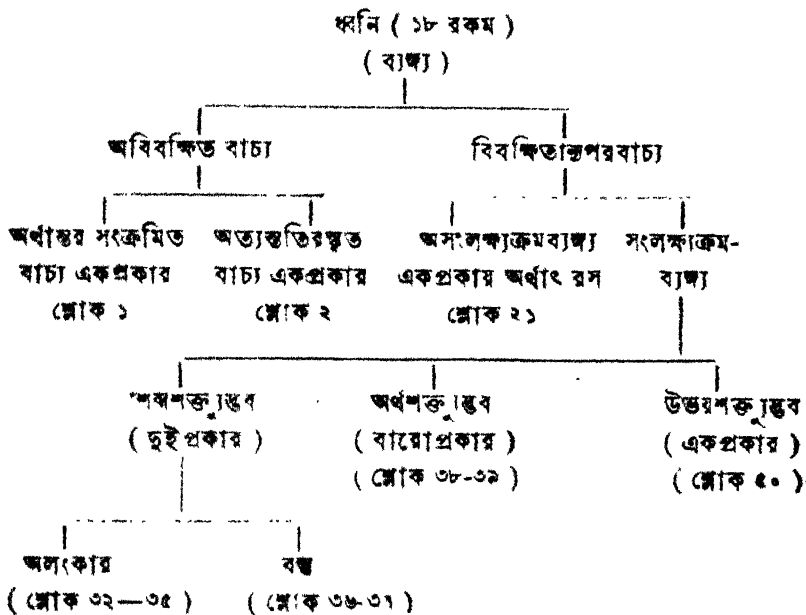 ধ্বনি ( ১৮ রকম )
( ব্যঙ্গ্য )
অবিবক্ষিত বাচ্য
বিবক্ষিতান্যপরবাচ্য
অর্থান্তর সংক্রমিত
বাচ্য একপ্রকার
শ্লোক ১
অত্যন্ততিরস্কৃত
বাচ্য একপ্রকার
শ্লোক ২
অসংলক্ষ্যক্রমব্যঙ্গ্য
একপ্রকার অর্থাৎ রস
শ্লোক ২১
সংলক্ষ্যক্রম-
ব্যঙ্গ্য
শব্দশক্ত্যুদ্ভব
( দুই প্রকার )
অর্থশক্ত্যুদ্ভব
( বারোপ্রকার )
( শ্লোক ৩৮-৩৯ )
উভয়শক্ত্যুদ্ভব
( একপ্রকার )
( শ্লোক ৫০ )
অলংকার
( শ্লোক ৩২—৩৫ )
বস্তু
( শ্লোক ৩৬-৩৭ )